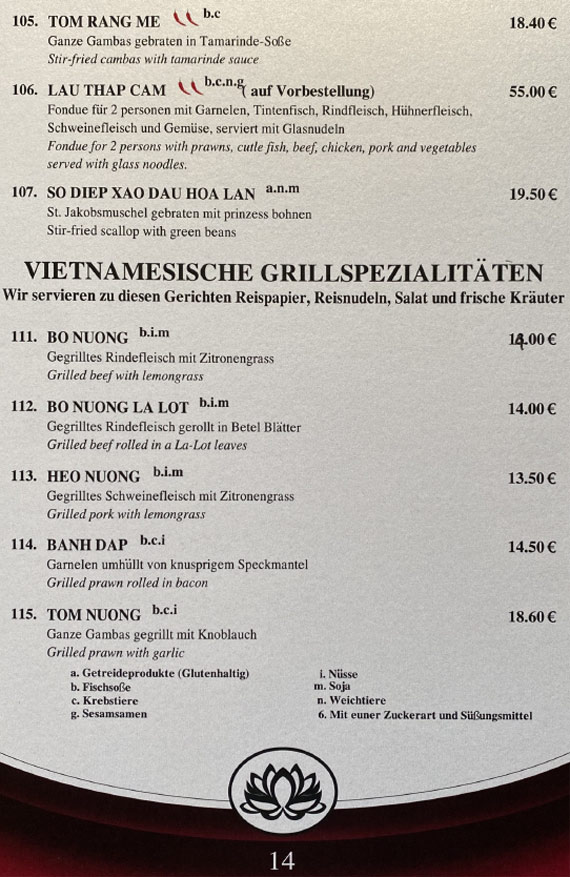 105. TOM RANG ME b.c 18.40 €
Ganze Gambas gebraten in Tamarinde-Soße
Stir-fried cambas with tamarinde sauce
106. LAU THAP CAM b.c.n.g ( auf Vorbestellung) 55.00 €
Fondue für 2 personen mit Garnelen, Tintenfisch, Rindfleisch, Hühnerfleisch,
Schweinefleisch und Gemüse, serviert mit Glasnudeln
Fondue for 2 persons with prawns, cutle fish, beef, chicken, pork and vegetables
served with glass noodles.
107. SO DIEP XAO DAU HOA LAN a.n.m 19.50 €
St. Jakobsmuschel gebraten mit prinzess bohnen
Stir-fried scallop with green beans
VIETNAMESISCHE GRILLSPEZIALITÄTEN
Wir servieren zu diesen Gerichten Reispapier, Reisnudeln, Salat und frische Kräuter
111. BO NUONG b.i.m
Gegrilltes Rindefleisch mit Zitronengrass
Grilled beef with lemongrass
112. BO NUONG LA LOT b.i.m 14.00 €
Gegrilltes Rindefleisch gerollt in Betel Blätter
Grilled beef rolled in a La-Lot leaves
113. HEO NUONG b.i.m 13.50 €
Gegrilltes Schweinefleisch mit Zitronengrass
Grilled pork with lemongrass
114. BANH DAP b.c.i 14.50 €
Garnelen umhüllt von knusprigem Speckmantel
Grilled prawn rolled in bacon
115. TOM NUONG b.c.i 18.60 €
Ganze Gambas gegrillt mit Knoblauch
Grilled prawn with garlic
a. Getreideprodukte (Glutenhaltig)
b. Fischsoße
c. Krebstiere
g. Sesamsamen
i. Nüsse
m. Soja
n. Weichtiere
6. Mit euner Zuckerart und Süßungsmittel
14